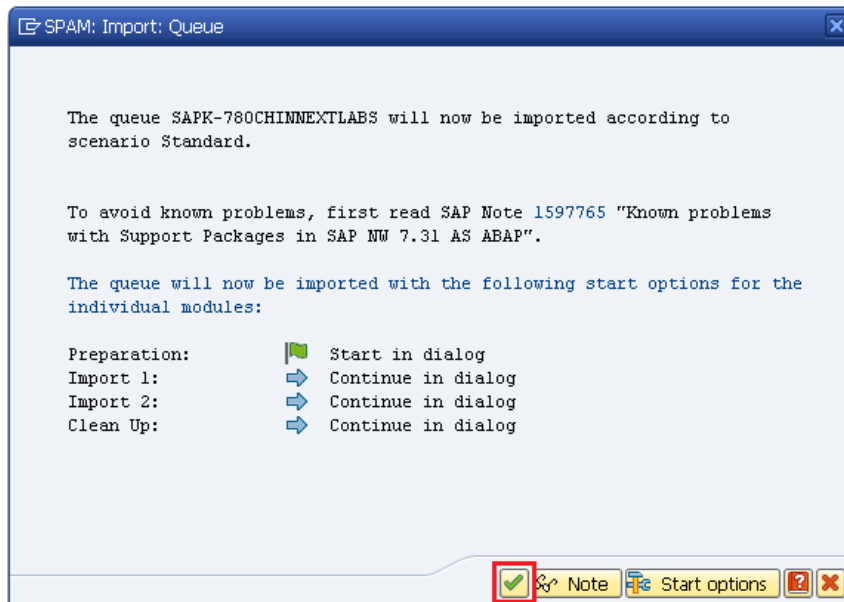 SPAM: Import: Queue
The queue SAPK-780CHINNEXTLABS will now be imported according to
scenario Standard.
To avoid known problems, first read SAP Note 1597765 "Known problems
with Support Packages in SAP NW 7.31 AS ABAP".
The queue will now be imported with the following start options for the
individual modules:
Preparation: Start in dialog
Import 1: Continue in dialog
Import 2: Continue in dialog
Clean Up: Continue in dialog
Note Start options